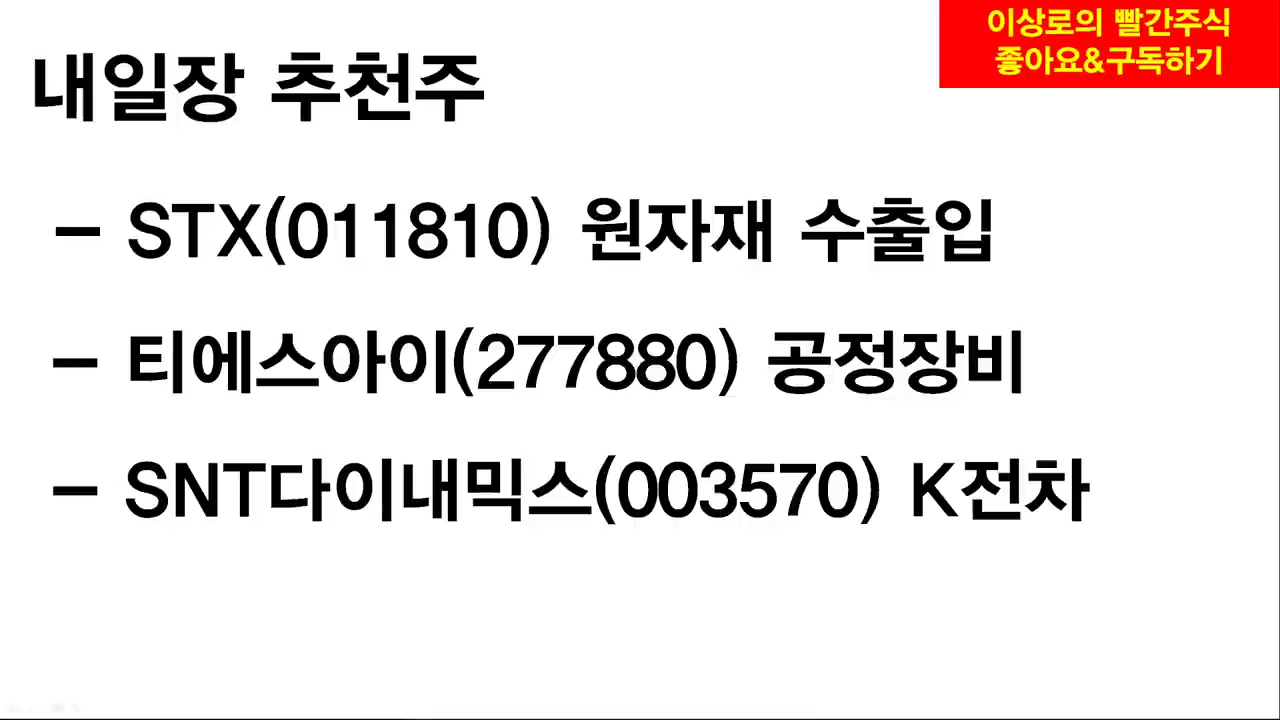 이상로의 빨간주식
좋아요&구독하기
내일장 추천주
- STX(011810) 원자재 수출입
- 티에스아이(277880) 공정장비
- SNT다이내믹스(003570) K전차